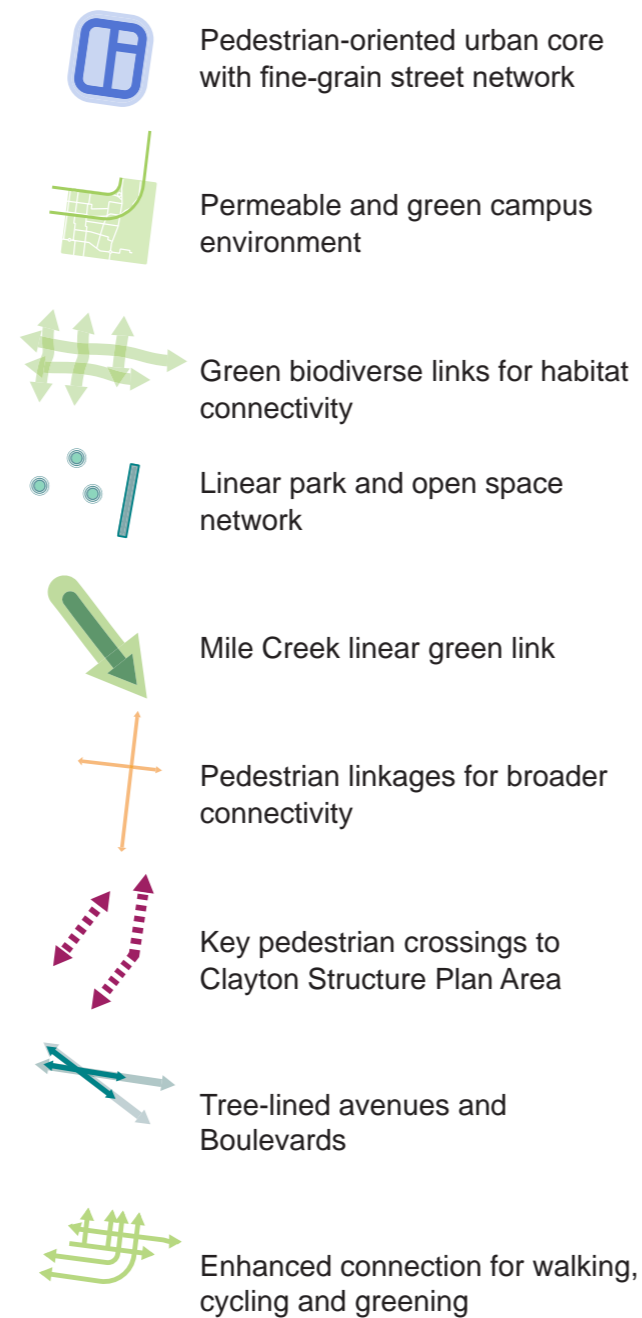 Pedestrian-oriented urban core
with fine-grain street network
Permeable and green campus
environment
Green biodiverse links for habitat
connectivity
Linear park and open space
network
Mile Creek linear green link
Pedestrian linkages for broader
connectivity
Key pedestrian crossings to
Clayton Structure Plan Area
Tree-lined avenues and
Boulevards
Enhanced connection for walking,
cycling and greening